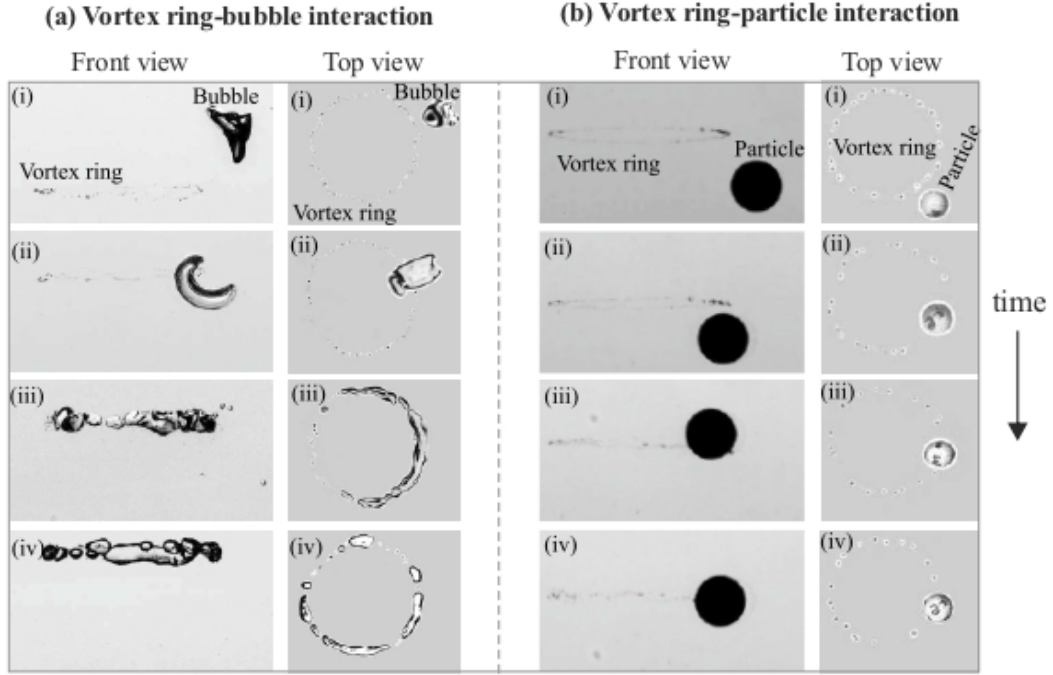 (a) Vortex ring-bubble interaction
(b) Vortex ring-particle interaction
Front view
Top view
Front view
Top view
(i)
Bubble
Vortex ring
(i)
Bubble
Vortex ring
(i)
Vortex ring
Particle
(i)
Vortex ring
Particle
(ii)
(ii)
(ii)
(ii)
time
(iii)
(iii)
(iii)
(iii)
(iv)
(iv)
(iv)
(iv)